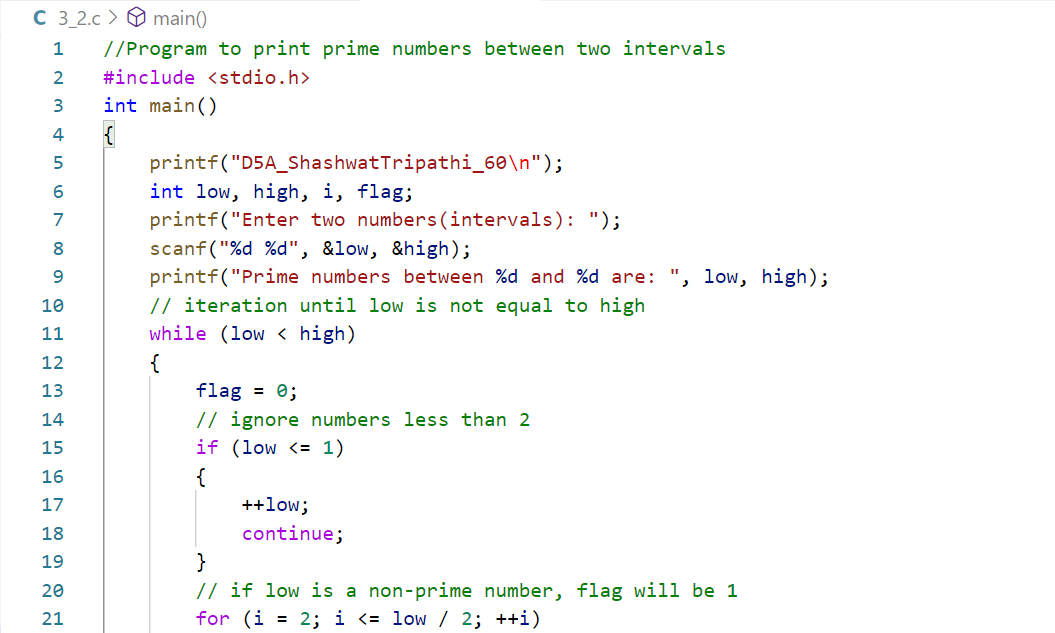 C 3_2.c > main()
1 //Program to print prime numbers between two intervals
2 #include <stdio.h>
3 int main()
4 {
5     printf("D5A_ShashwatTripathi_60\n");
6     int low, high, i, flag;
7     printf("Enter two numbers(intervals): ");
8     scanf("%d %d", &low, &high);
9     printf("Prime numbers between %d and %d are: ", low, high);
10     // iteration until low is not equal to high
11     while (low < high)
12     {
13         flag = 0;
14         // ignore numbers less than 2
15         if (low <= 1)
16         {
17             ++low;
18             continue;
19         }
20         // if low is a non-prime number, flag will be 1
21         for (i = 2; i <= low / 2; ++i)